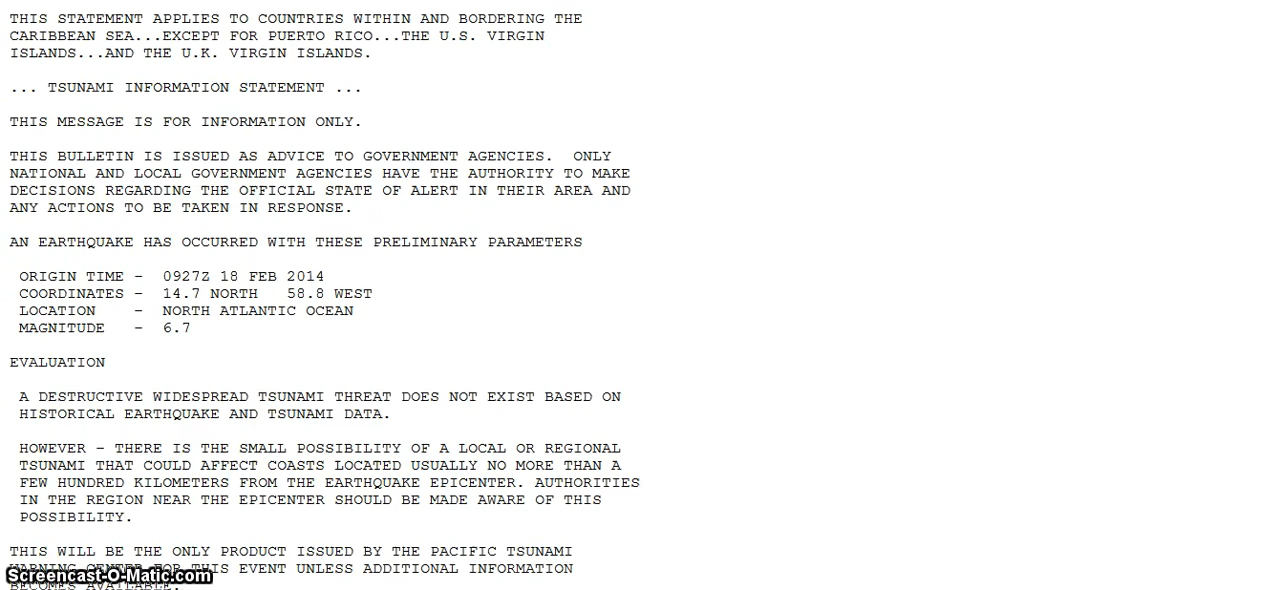 THIS STATEMENT APPLIES TO COUNTRIES WITHIN AND BORDERING THE
CARIBBEAN SEA...EXCEPT FOR PUERTO RICO...THE U.S. VIRGIN
ISLANDS...AND THE U.K. VIRGIN ISLANDS.
... TSUNAMI INFORMATION STATEMENT ...
THIS MESSAGE IS FOR INFORMATION ONLY.
THIS BULLETIN IS ISSUED AS ADVICE TO GOVERNMENT AGENCIES.  ONLY
NATIONAL AND LOCAL GOVERNMENT AGENCIES HAVE THE AUTHORITY TO MAKE
DECISIONS REGARDING THE OFFICIAL STATE OF ALERT IN THEIR AREA AND
ANY ACTIONS TO BE TAKEN IN RESPONSE.
AN EARTHQUAKE HAS OCCURRED WITH THESE PRELIMINARY PARAMETERS
ORIGIN TIME -  0927Z 18 FEB 2014
COORDINATES -  14.7 NORTH   58.8 WEST
LOCATION    -  NORTH ATLANTIC OCEAN
MAGNITUDE   -  6.7
EVALUATION
A DESTRUCTIVE WIDESPREAD TSUNAMI THREAT DOES NOT EXIST BASED ON
HISTORICAL EARTHQUAKE AND TSUNAMI DATA.
HOWEVER - THERE IS THE SMALL POSSIBILITY OF A LOCAL OR REGIONAL
TSUNAMI THAT COULD AFFECT COASTS LOCATED USUALLY NO MORE THAN A
FEW HUNDRED KILOMETERS FROM THE EARTHQUAKE EPICENTER. AUTHORITIES
IN THE REGION NEAR THE EPICENTER SHOULD BE MADE AWARE OF THIS
POSSIBILITY.
THIS WILL BE THE ONLY PRODUCT ISSUED BY THE PACIFIC TSUNAMI
WARNING CENTER FOR THIS EVENT UNLESS ADDITIONAL INFORMATION
BECOMES AVAILABLE.
Screencast-O-Matic.com